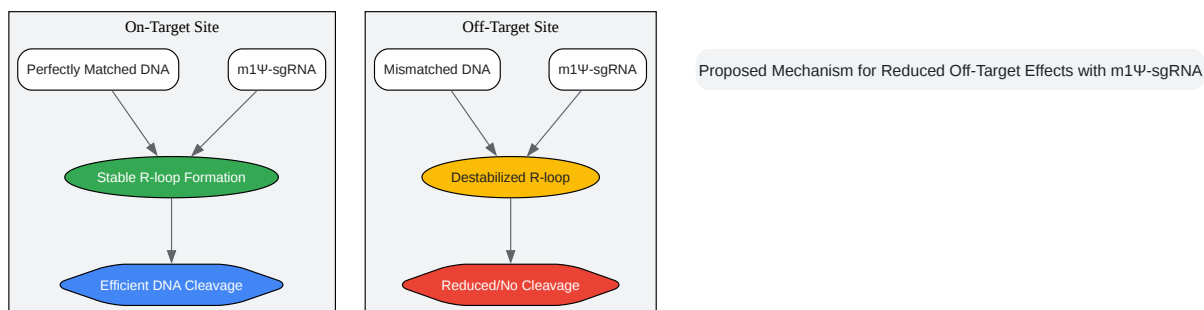 On-Target Site
Perfectly Matched DNA
m1Ψ-sgRNA
Stable R-loop Formation
Efficient DNA Cleavage
Off-Target Site
Mismatched DNA
m1Ψ-sgRNA
Destabilized R-loop
Reduced/No Cleavage
Proposed Mechanism for Reduced Off-Target Effects with m1Ψ-sgRNA